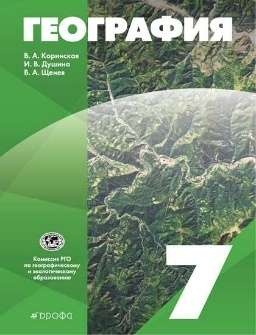 ГЕОГРАФИЯ
В. А. Коринская
И. В. Душина
В. А. Щенев
Комиссия РГО
по географическому
и экологическому
образованию
7
ДРОФА